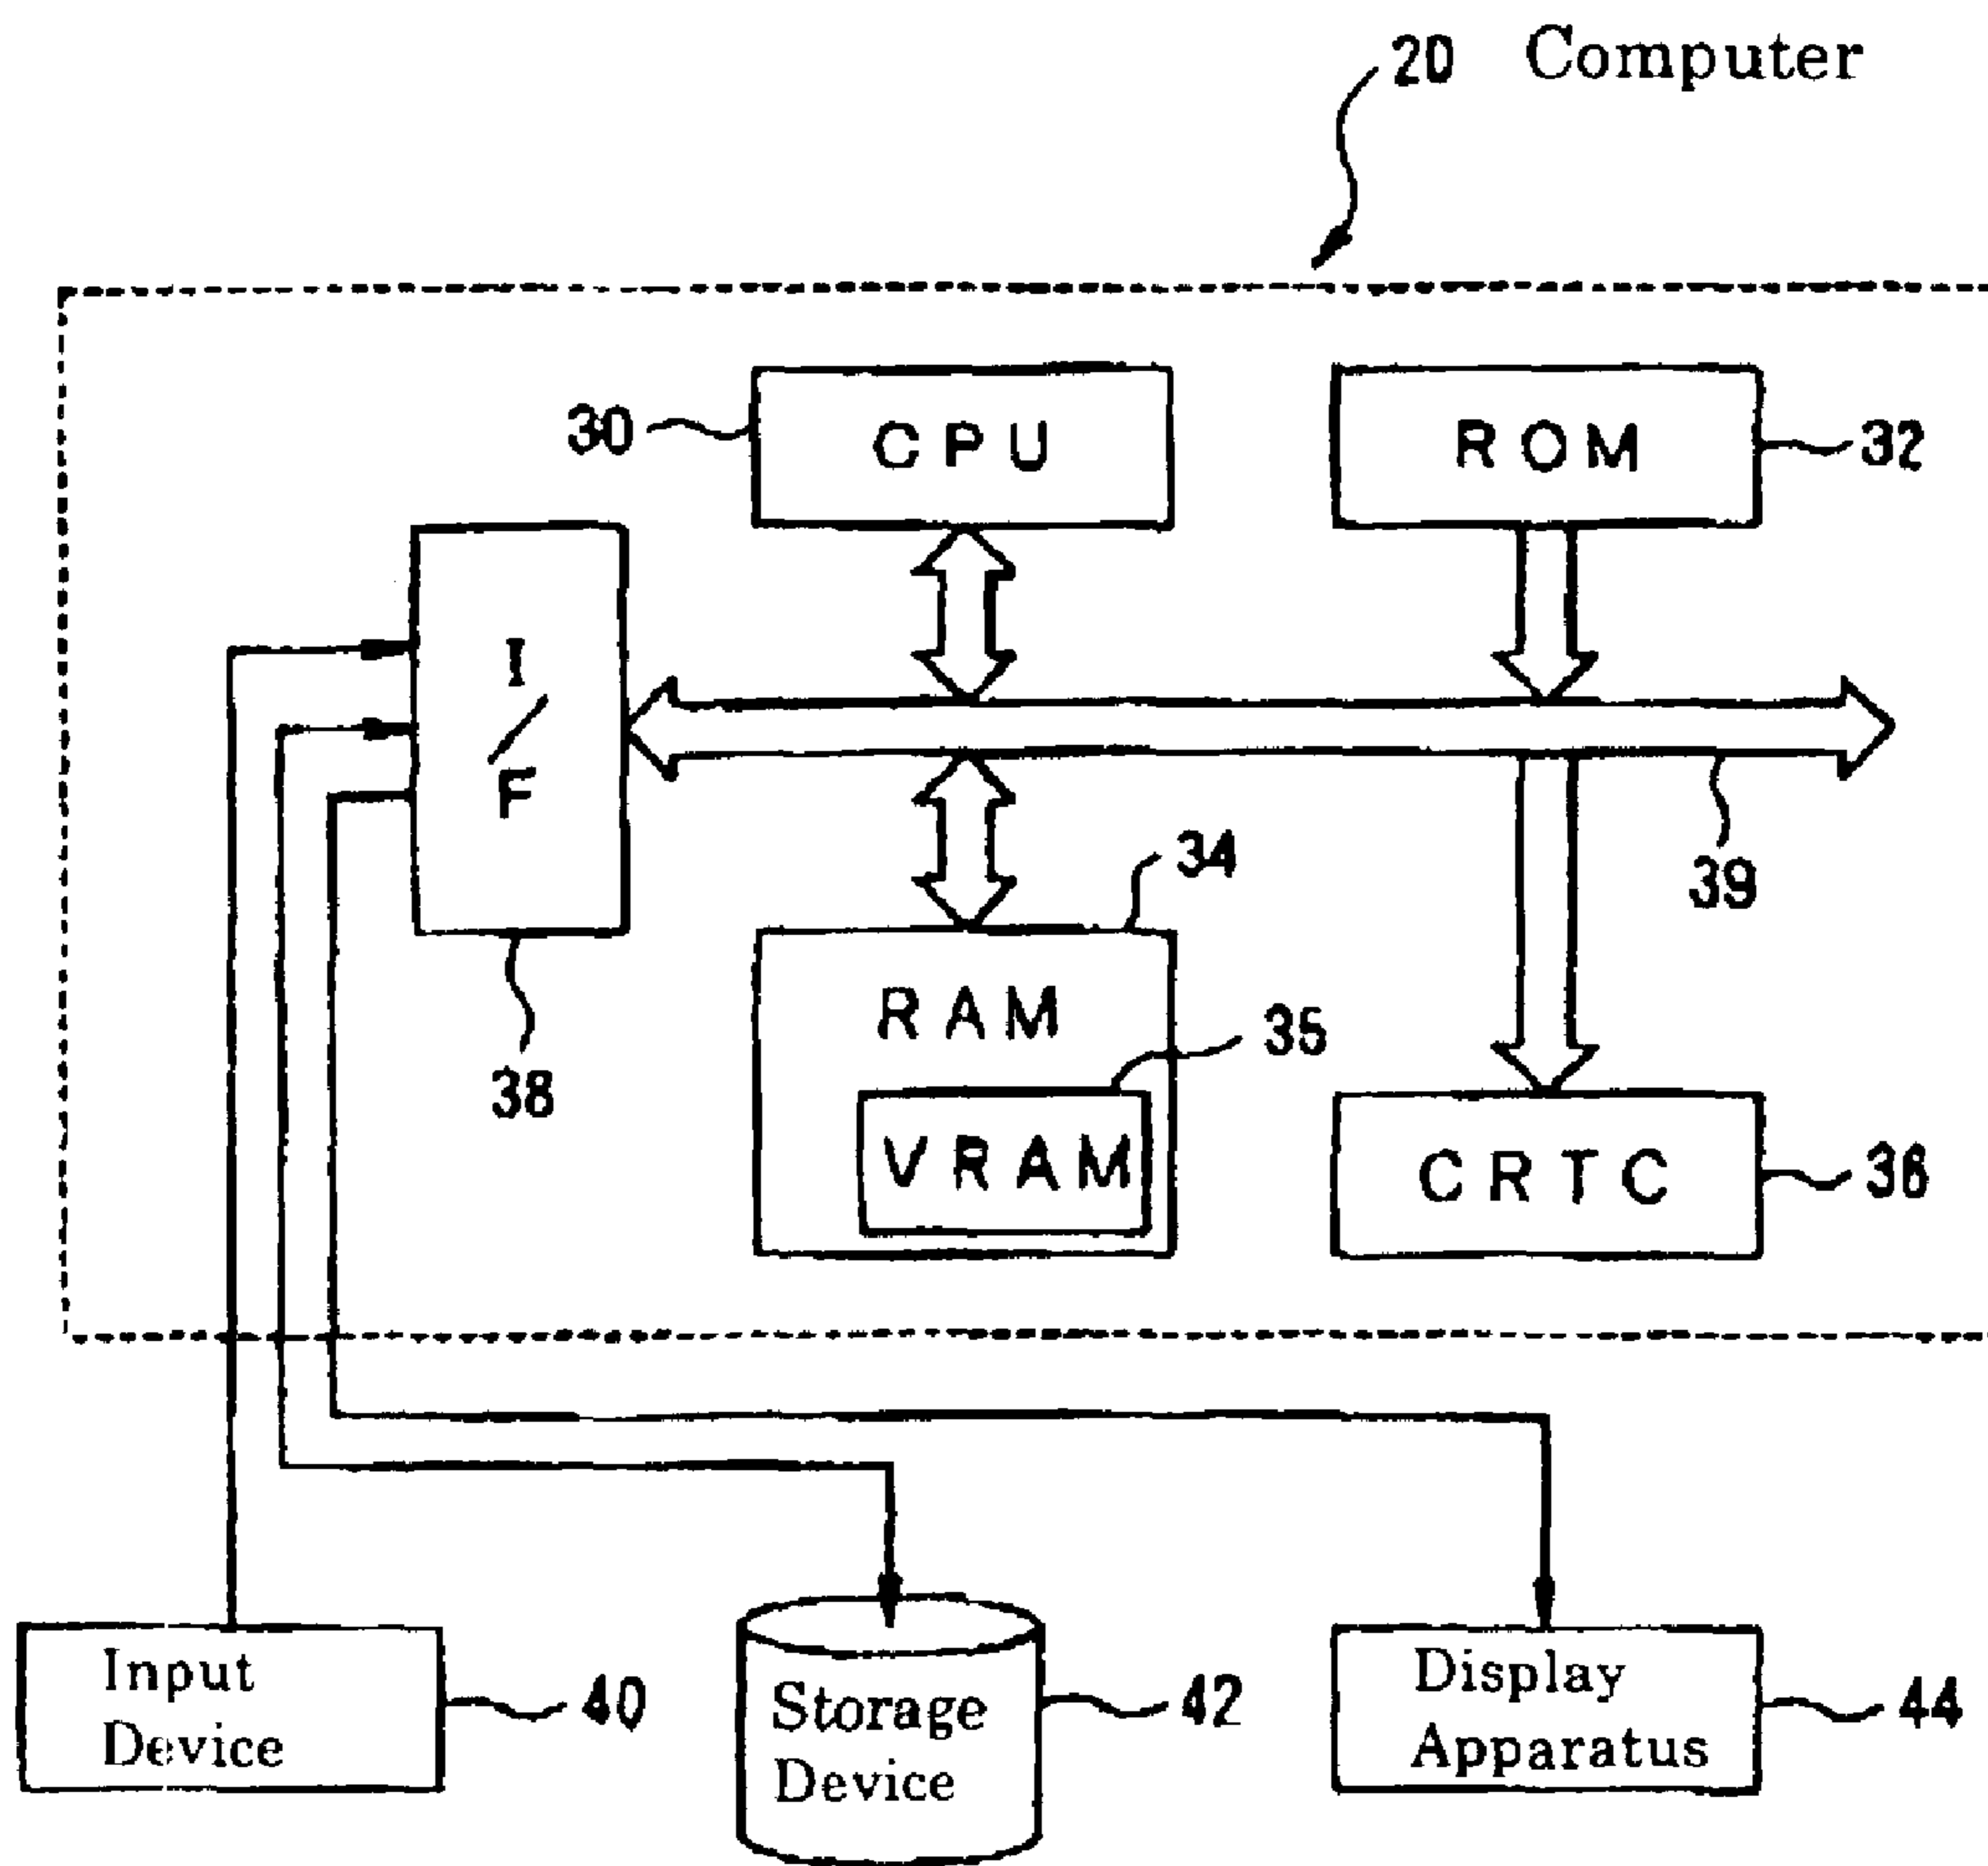 20 Computer
30
CPU
ROM
32
I
/
F
34
39
RAM
35
38
VRAM
CRTC
36
Input
Device
40
Storage
Device
42
Display
Apparatus
44